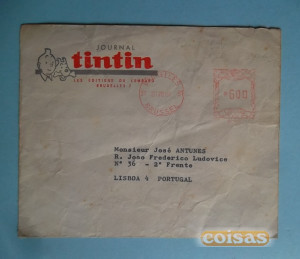 JOURNAL
tintin
LES EDITIONS DU LOMBARD
BRUXELLES
600
Monsieur José ANTUNES
R. João Frederico Ludovice
Nº 36 - 2º Frente
LISBOA 4 PORTUGAL
coisas